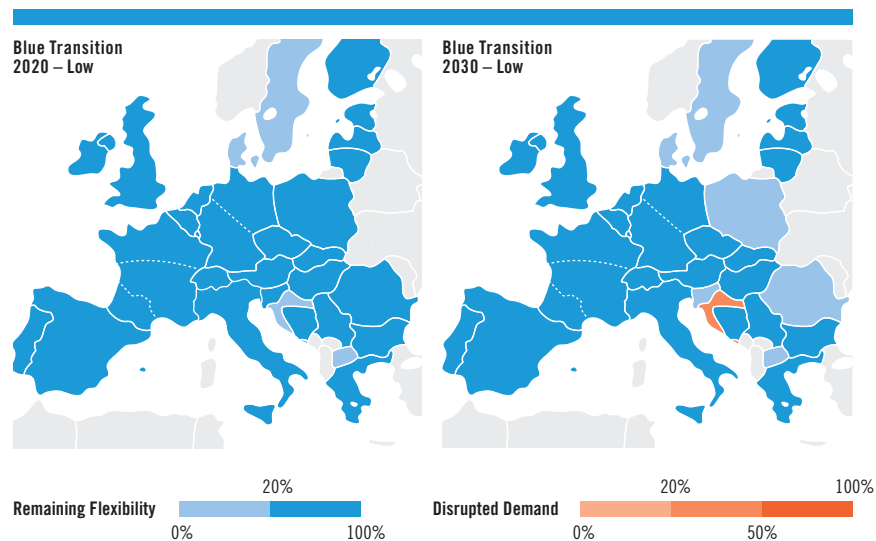 Blue Transition
2020 – Low
Blue Transition
2030 – Low
20%
Remaining Flexibility
0%
100%
20%
100%
Disrupted Demand
0%
50%